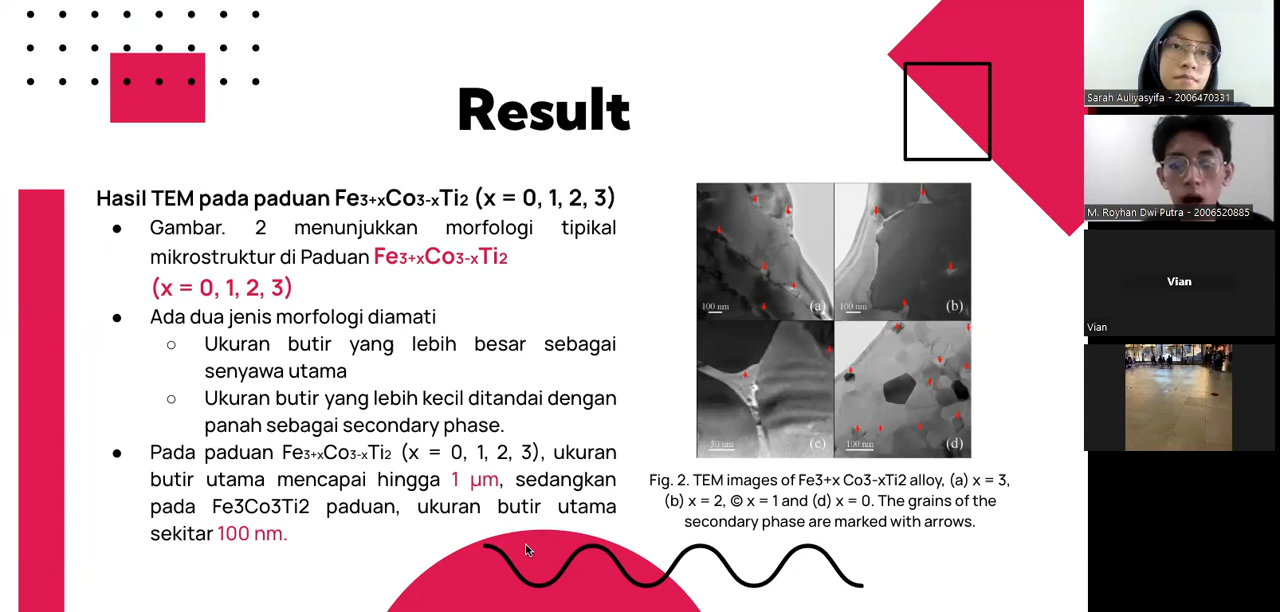 Result
Hasil TEM pada paduan Fe3+xCo3-xTi2 (x = 0, 1, 2, 3)
● Gambar. 2 menunjukkan morfologi tipikal
mikrostruktur di Paduan Fe3+xCo3-xTi2
(x = 0, 1, 2, 3)
● Ada dua jenis morfologi diamati
○ Ukuran butir yang lebih besar sebagai
senyawa utama
○ Ukuran butir yang lebih kecil ditandai dengan
panah sebagai secondary phase.
● Pada paduan Fe3+xCo3-xTi2 (x = 0, 1, 2, 3), ukuran
butir utama mencapai hingga 1 µm, sedangkan
pada Fe3Co3Ti2 paduan, ukuran butir utama
sekitar 100 nm.
100 nm
(a)
100 nm
(b)
50 nm
(c)
100 nm
(d)
Fig. 2. TEM images of Fe3+x Co3-xTi2 alloy, (a) x = 3,
(b) x = 2, © x = 1 and (d) x = 0. The grains of the
secondary phase are marked with arrows.
Sarah Auliyasyifa - 2006470331
M. Royhan Dwi Putra - 2006520885
Vian
Vian